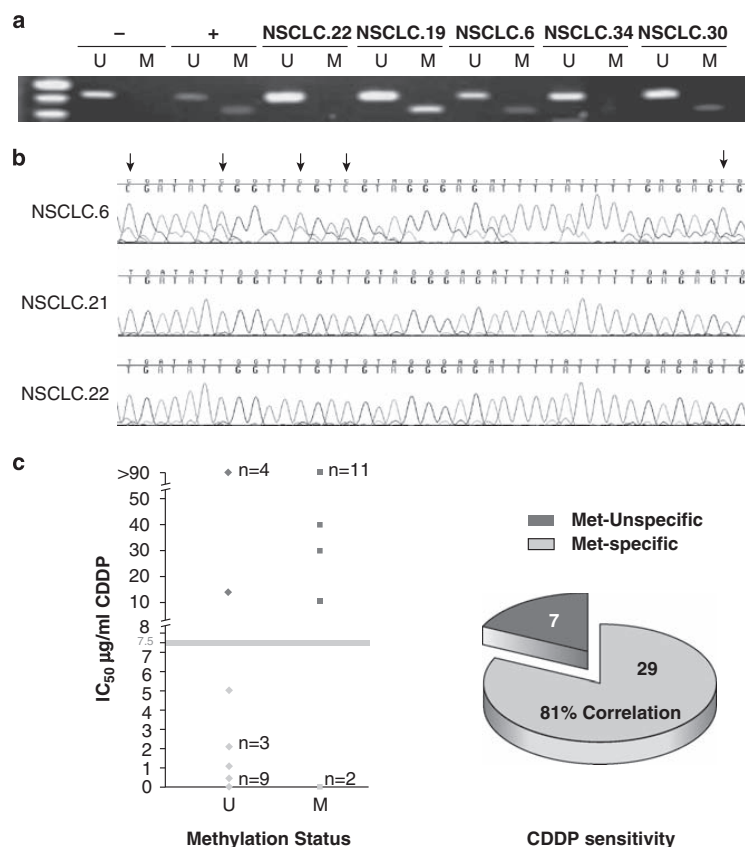 a
– + NSCLC.22 NSCLC.19 NSCLC.6 NSCLC.34 NSCLC.30
U M U M U M U M U M U M U M
b
C G A T A T C G G T T C G T C G T A G G G A G A T T T T A T T T T G A G A G C G
NSCLC.6
T G A T A T T G G T T T G T T G T A G G G A G A T T T T A T T T T G A G A G T G
NSCLC.21
T G A T A T T G G T T T G T T G T A G G G A G A T T T T A T T T T G A G A G T G
NSCLC.22
c
IC50 µg/ml CDDP
>90
50
40
30
20
10
8
7.5
7
6
5
4
3
2
1
0
n=4
n=11
n=3
n=9
n=2
U M
Methylation Status
Met-Unspecific
Met-specific
7
29
81% Correlation
CDDP sensitivity